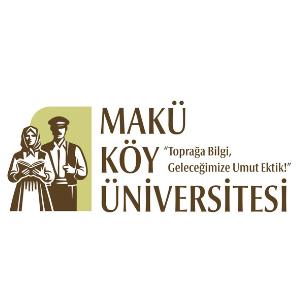 MAKÜ
KÖY
"Toprağa Bilgi,
Geleceğimize Umut Ektik!"
ÜNİVERSİTESİ